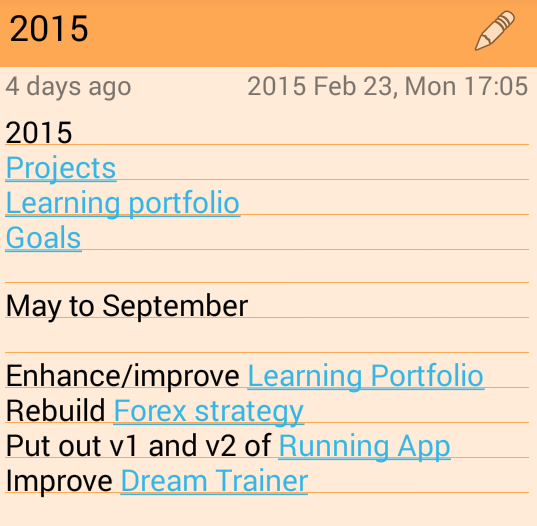 2015
4 days ago 2015 Feb 23, Mon 17:05
2015
Projects
Learning portfolio
Goals
May to September
Enhance/improve Learning Portfolio
Rebuild Forex strategy
Put out v1 and v2 of Running App
Improve Dream Trainer